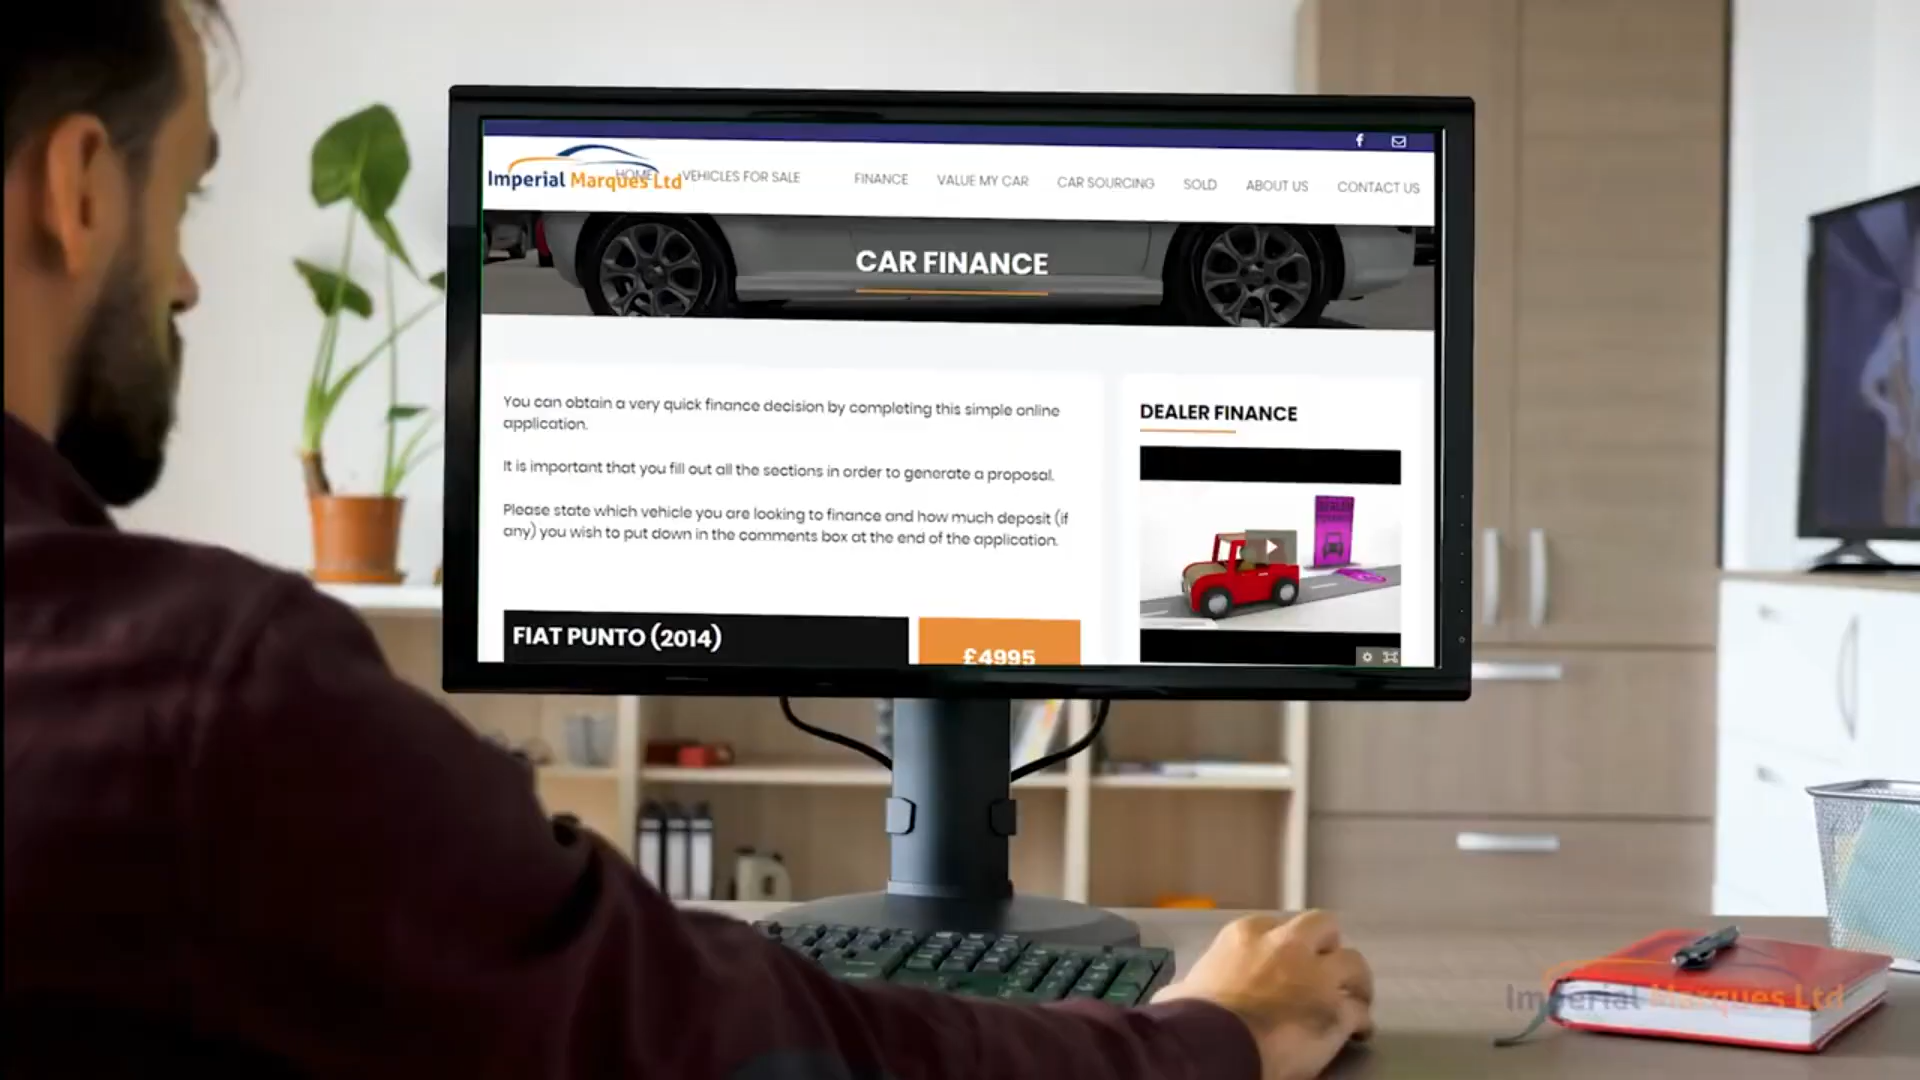 Imperial Marques Ltd
HOME
VEHICLES FOR SALE
FINANCE
VALUE MY CAR
CAR SOURCING
SOLD
ABOUT US
CONTACT US
CAR FINANCE
You can obtain a very quick finance decision by completing this simple online
application.
It is important that you fill out all the sections in order to generate a proposal.
Please state which vehicle you are looking to finance and how much deposit (if
any) you wish to put down in the comments box at the end of the application.
FIAT PUNTO (2014)
£4995
DEALER FINANCE
DEALER
FINANCE
Imperial Marques Ltd